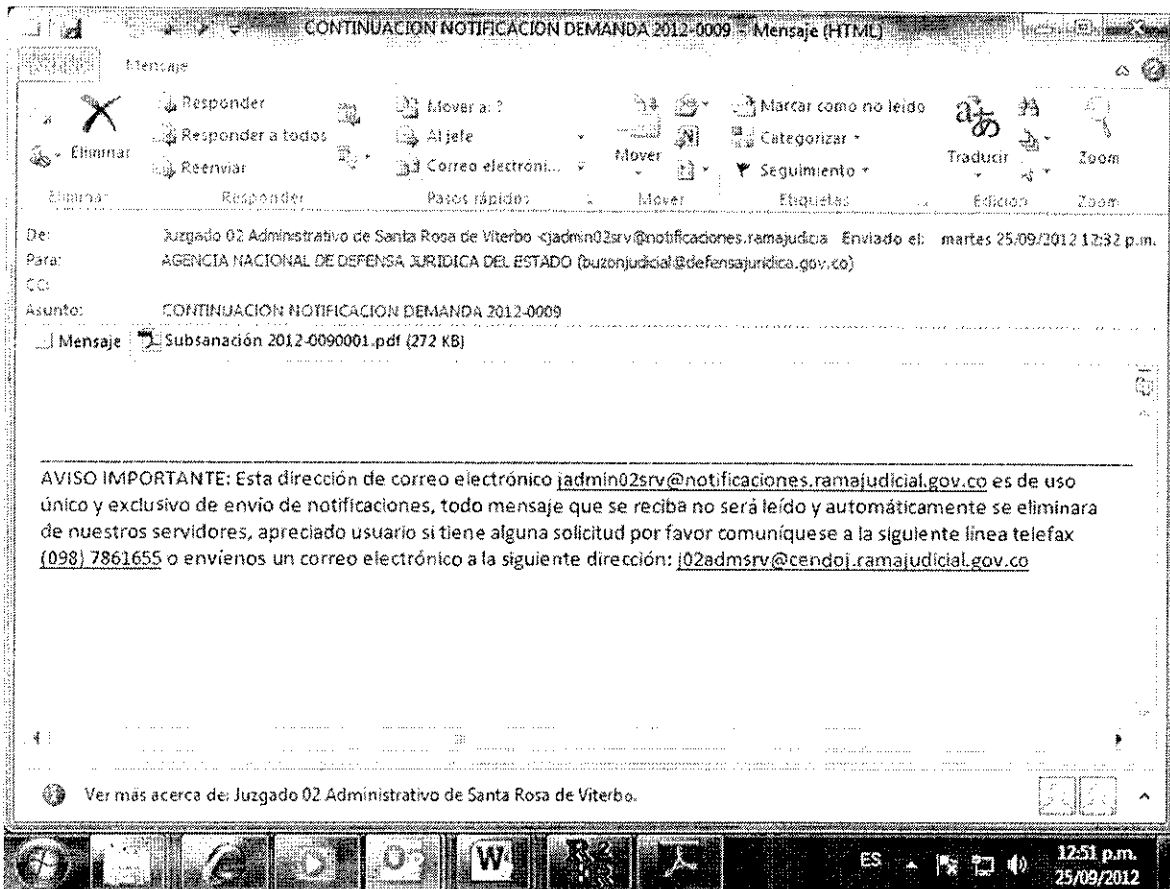 CONTINUACION NOTIFICACION DEMANDA 2012-0009 - Mensaje (HTML)
Mensaje
Eliminar
Responder
Responder a todos
Reenviar
Mover a: ?
Al jefe
Correo electróni...
Mover
Marcar como no leído
Categorizar
Seguimiento
Traducir
Zoom
Eliminar Responder Pasos rápidos Mover Etiquetas Edición Zoom
De: Juzgado 02 Administrativo de Santa Rosa de Viterbo <jadmin02srv@notificaciones.ramajudicia Enviado el: martes 25/09/2012 12:32 p.m.
Para: AGENCIA NACIONAL DE DEFENSA JURIDICA DEL ESTADO (buzonjudicial@defensajuridica.gov.co)
CC:
Asunto: CONTINUACION NOTIFICACION DEMANDA 2012-0009
Mensaje Subsanación 2012-0090001.pdf (272 KB)
AVISO IMPORTANTE: Esta dirección de correo electrónico jadmin02srv@notificaciones.ramajudicial.gov.co es de uso
único y exclusivo de envío de notificaciones, todo mensaje que se reciba no será leído y automáticamente se eliminara
de nuestros servidores, apreciado usuario si tiene alguna solicitud por favor comuníquese a la siguiente línea telefax
(098) 7861655 o envíenos un correo electrónico a la siguiente dirección: j02admsrv@cendoj.ramajudicial.gov.co
Ver más acerca de: Juzgado 02 Administrativo de Santa Rosa de Viterbo.
ES
12:51 p.m.
25/09/2012